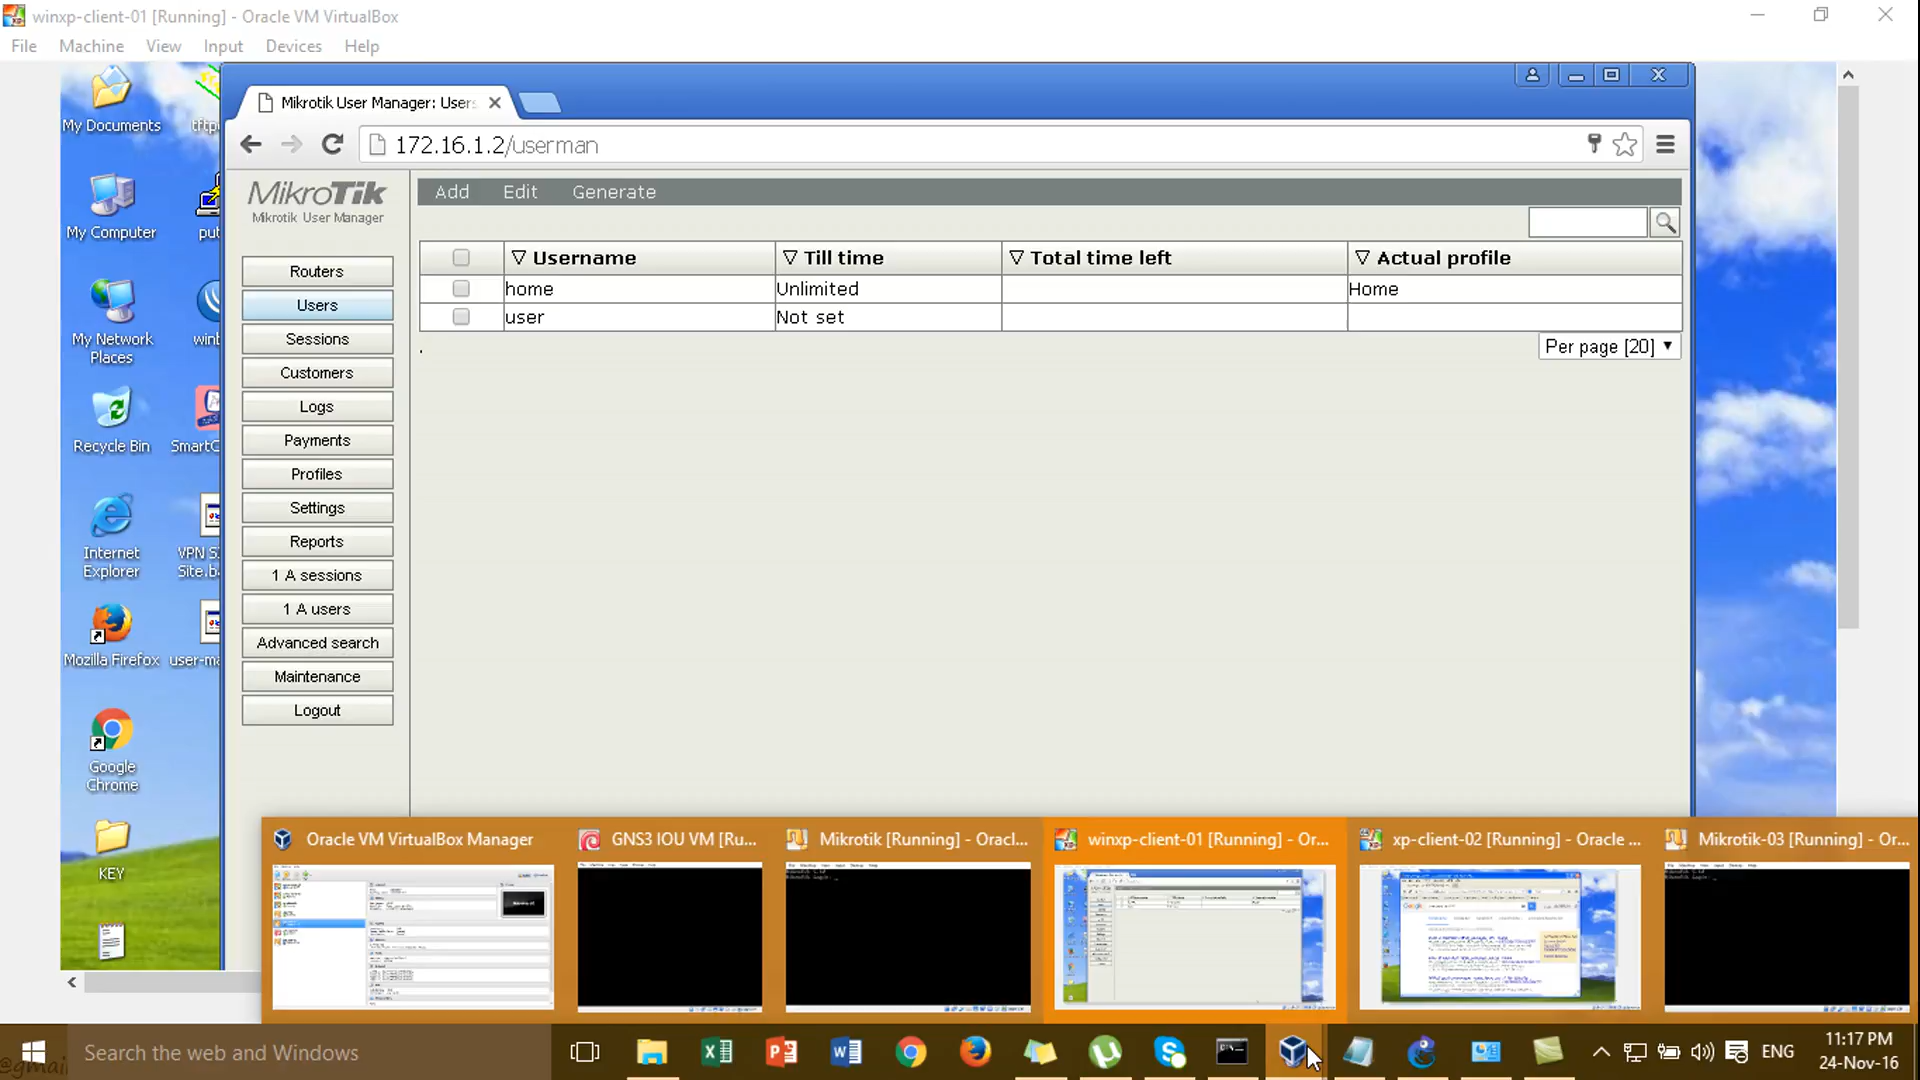 winxp-client-01 [Running] - Oracle VM VirtualBox
File Machine View Input Devices Help
My Documents
My Computer
put
My Network
Places
Recycle Bin
SmartC
Internet
Explorer
VPN S
Site.b
Mozilla Firefox
user-ma
Google
Chrome
KEY
Mikrotik User Manager: Users
172.16.1.2/userman
MikroTik
Mikrotik User Manager
Routers
Users
Sessions
Customers
Logs
Payments
Profiles
Settings
Reports
1 A sessions
1 A users
Advanced search
Maintenance
Logout
Add Edit Generate
Username Till time Total time left Actual profile
home Unlimited Home
user Not set
Per page [20]
Oracle VM VirtualBox Manager
GNS3 IOU VM [Ru...
Mikrotik [Running] - Oracl...
winxp-client-01 [Running] - Or...
xp-client-02 [Running] - Oracle ...
Mikrotik-03 [Running] - Or...
Search the web and Windows
ENG
11:17 PM
24-Nov-16